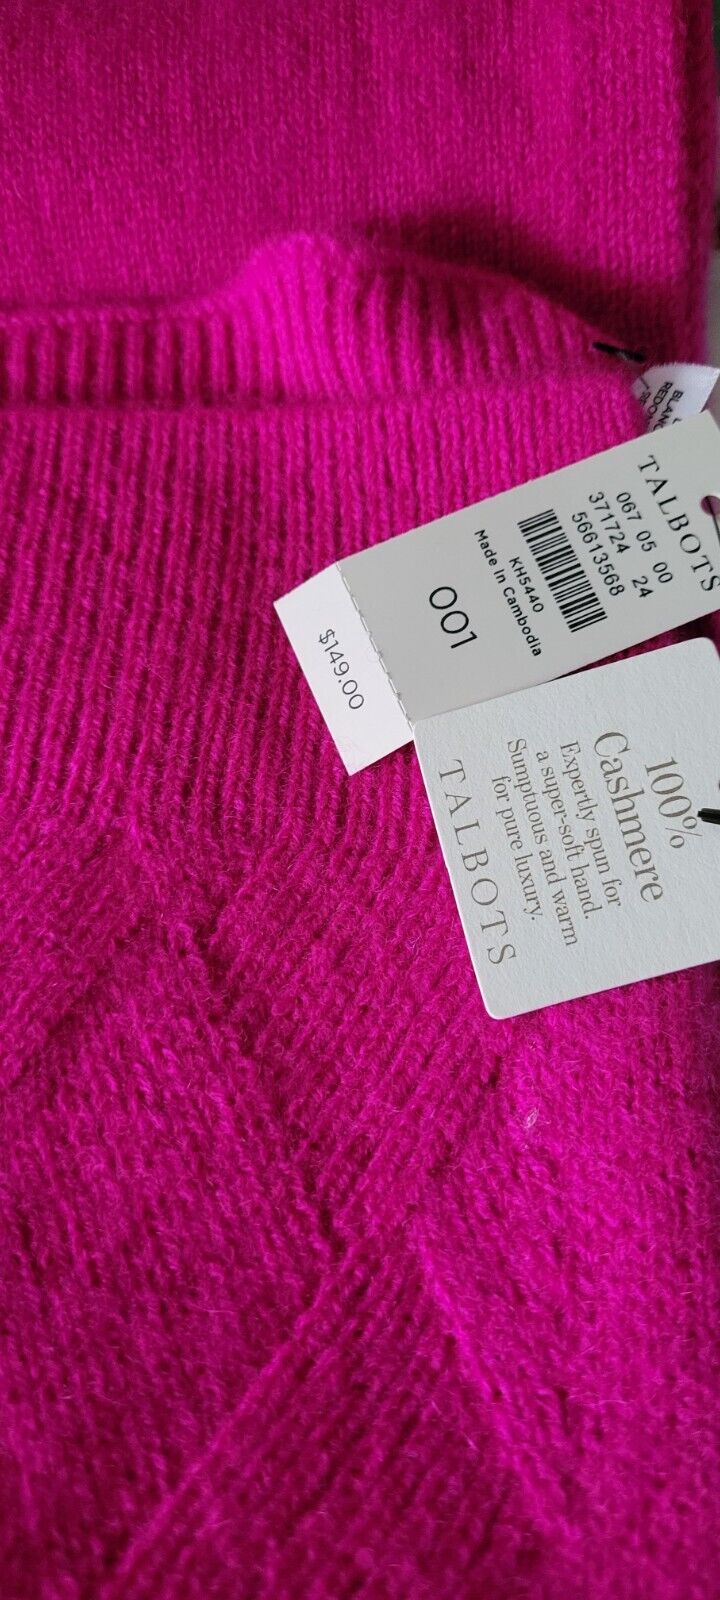 TALBOTS
067 05 00
371724 24
56613568
KH5440
Made In Cambodia
001
$149.00
100%
Cashmere
Expertly spun for
a super-soft hand.
Sumptuous and warm
for pure luxury.
TALBOTS